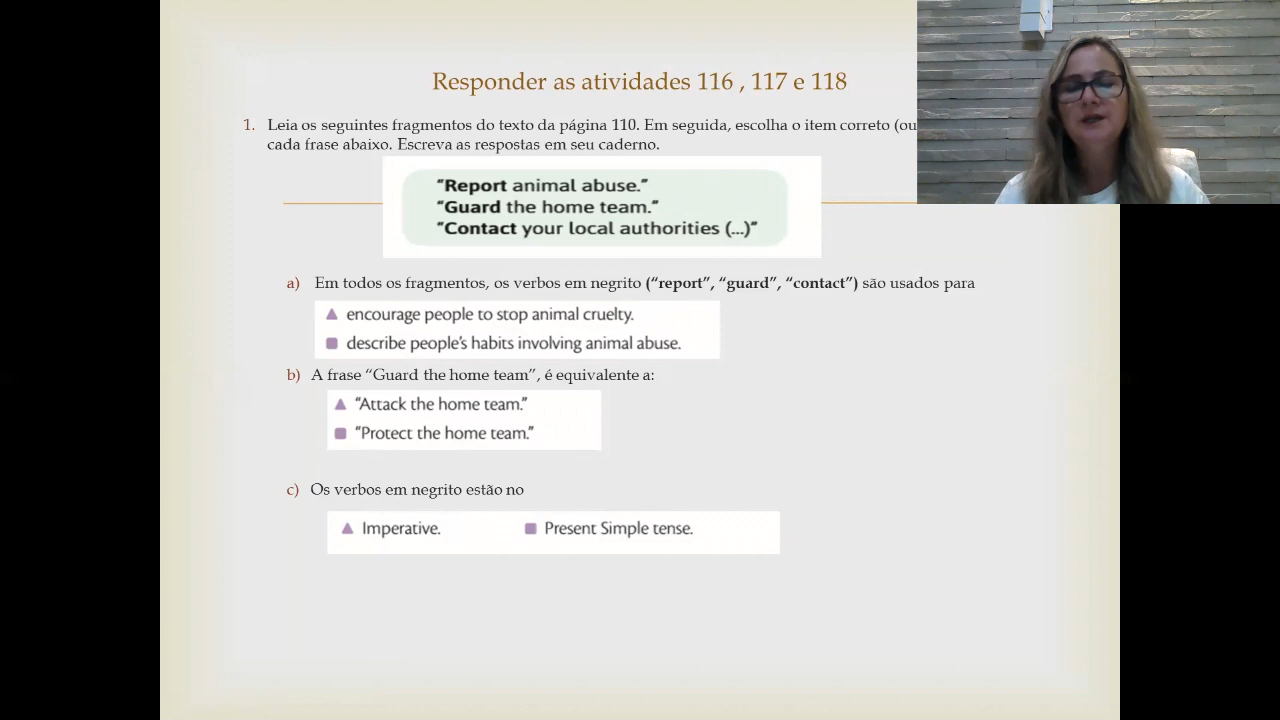 Responder as atividades 116 , 117 e 118
1. Leia os seguintes fragmentos do texto da página 110. Em seguida, escolha o item correto (ou
cada frase abaixo. Escreva as respostas em seu caderno.
“Report animal abuse.”
“Guard the home team.”
“Contact your local authorities (...)”
a) Em todos os fragmentos, os verbos em negrito (“report”, “guard”, “contact”) são usados para
▲ encourage people to stop animal cruelty.
■ describe people’s habits involving animal abuse.
b) A frase “Guard the home team”, é equivalente a:
▲ “Attack the home team.”
■ “Protect the home team.”
c) Os verbos em negrito estão no
▲ Imperative. ■ Present Simple tense.